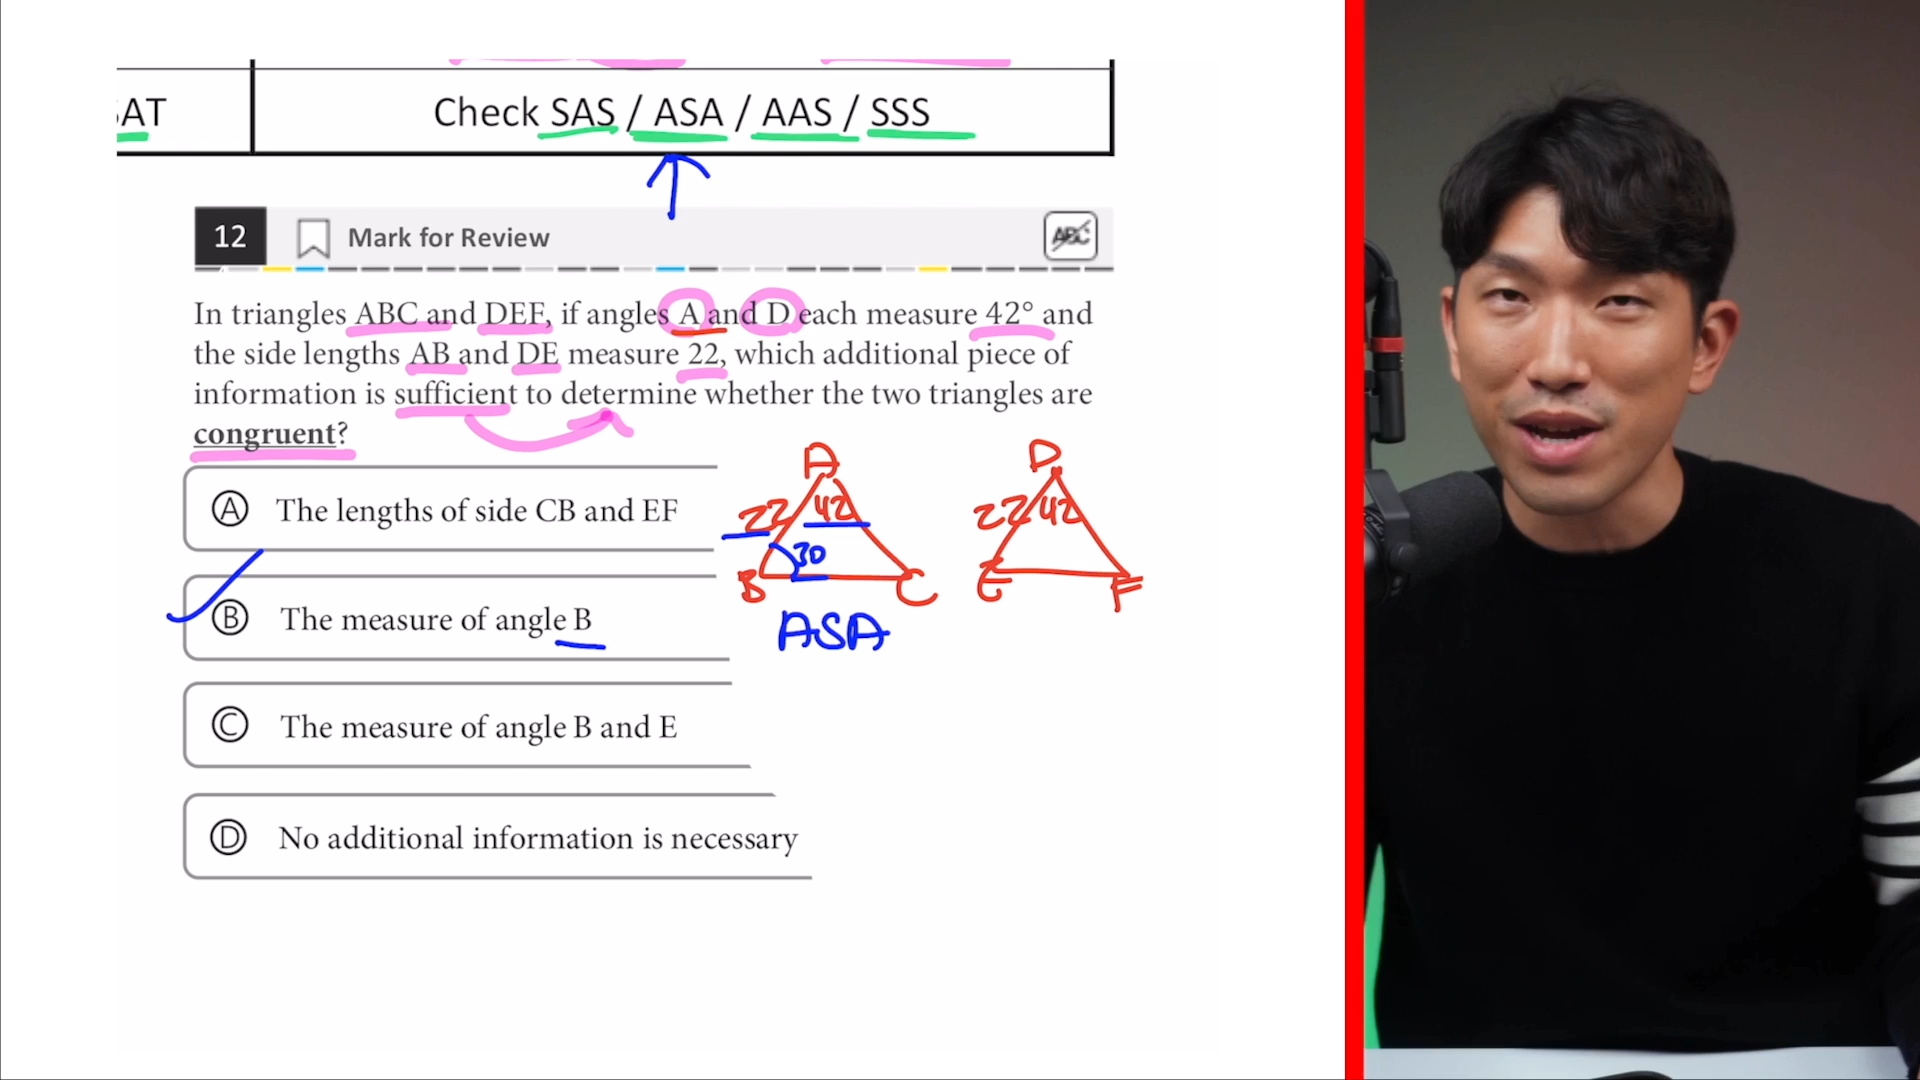 SAT
Check SAS / ASA / AAS / SSS
12
Mark for Review
ABC
In triangles ABC and DEF, if angles A and D each measure 42° and
the side lengths AB and DE measure 22, which additional piece of
information is sufficient to determine whether the two triangles are
congruent?
A The lengths of side CB and EF
B The measure of angle B
C The measure of angle B and E
D No additional information is necessary
A
22
42
30
B
C
ASA
D
22
42
E
F